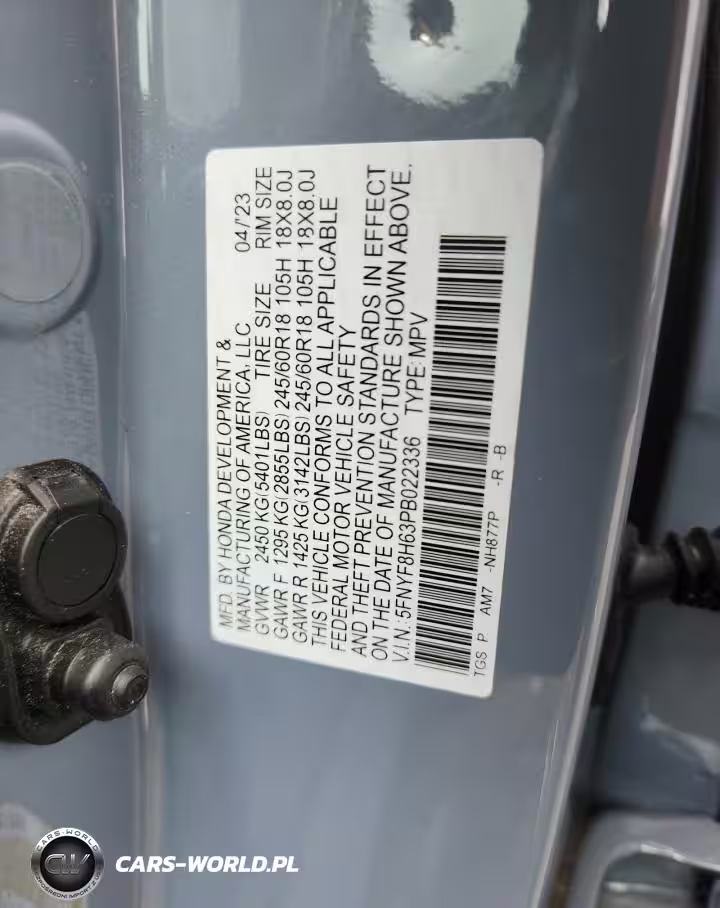 MFD. BY HONDA DEVELOPMENT &
MANUFACTURING OF AMERICA, LLC 04/'23
GVWR 2450 KG(5401LBS) TIRE SIZE RIM SIZE
GAWR F 1295 KG(2855LBS) 245/60R18 105H 18X8.0J
GAWR R 1425 KG(3142LBS) 245/60R18 105H 18X8.0J
THIS VEHICLE CONFORMS TO ALL APPLICABLE
FEDERAL MOTOR VEHICLE SAFETY
AND THEFT PREVENTION STANDARDS IN EFFECT
ON THE DATE OF MANUFACTURE SHOWN ABOVE.
V.I.N.:5FNYF8H63PB022336 TYPE:MPV
TGS P AM7 -NH877P -R -B
CARS-WORLD
CW
CARS-WORLD.PL